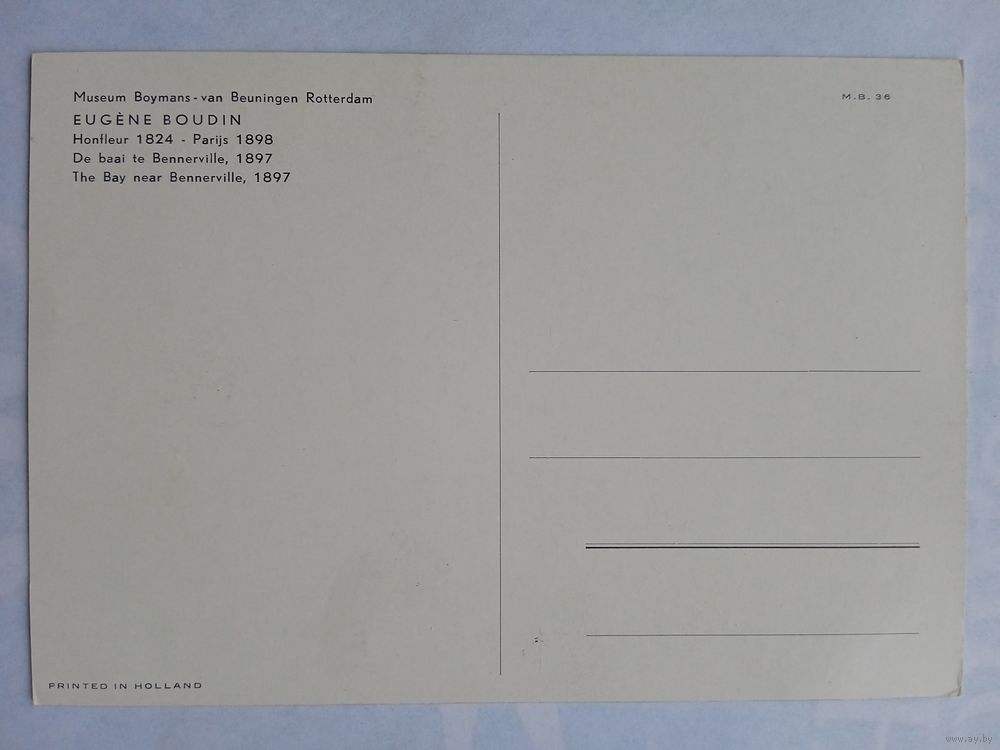 Museum Boymans-van Beuningen Rotterdam
EUGÈNE BOUDIN
Honfleur 1824 - Parijs 1898
De baai te Bennerville, 1897
The Bay near Bennerville, 1897
M.B. 36
PRINTED IN HOLLAND
www.ay.by